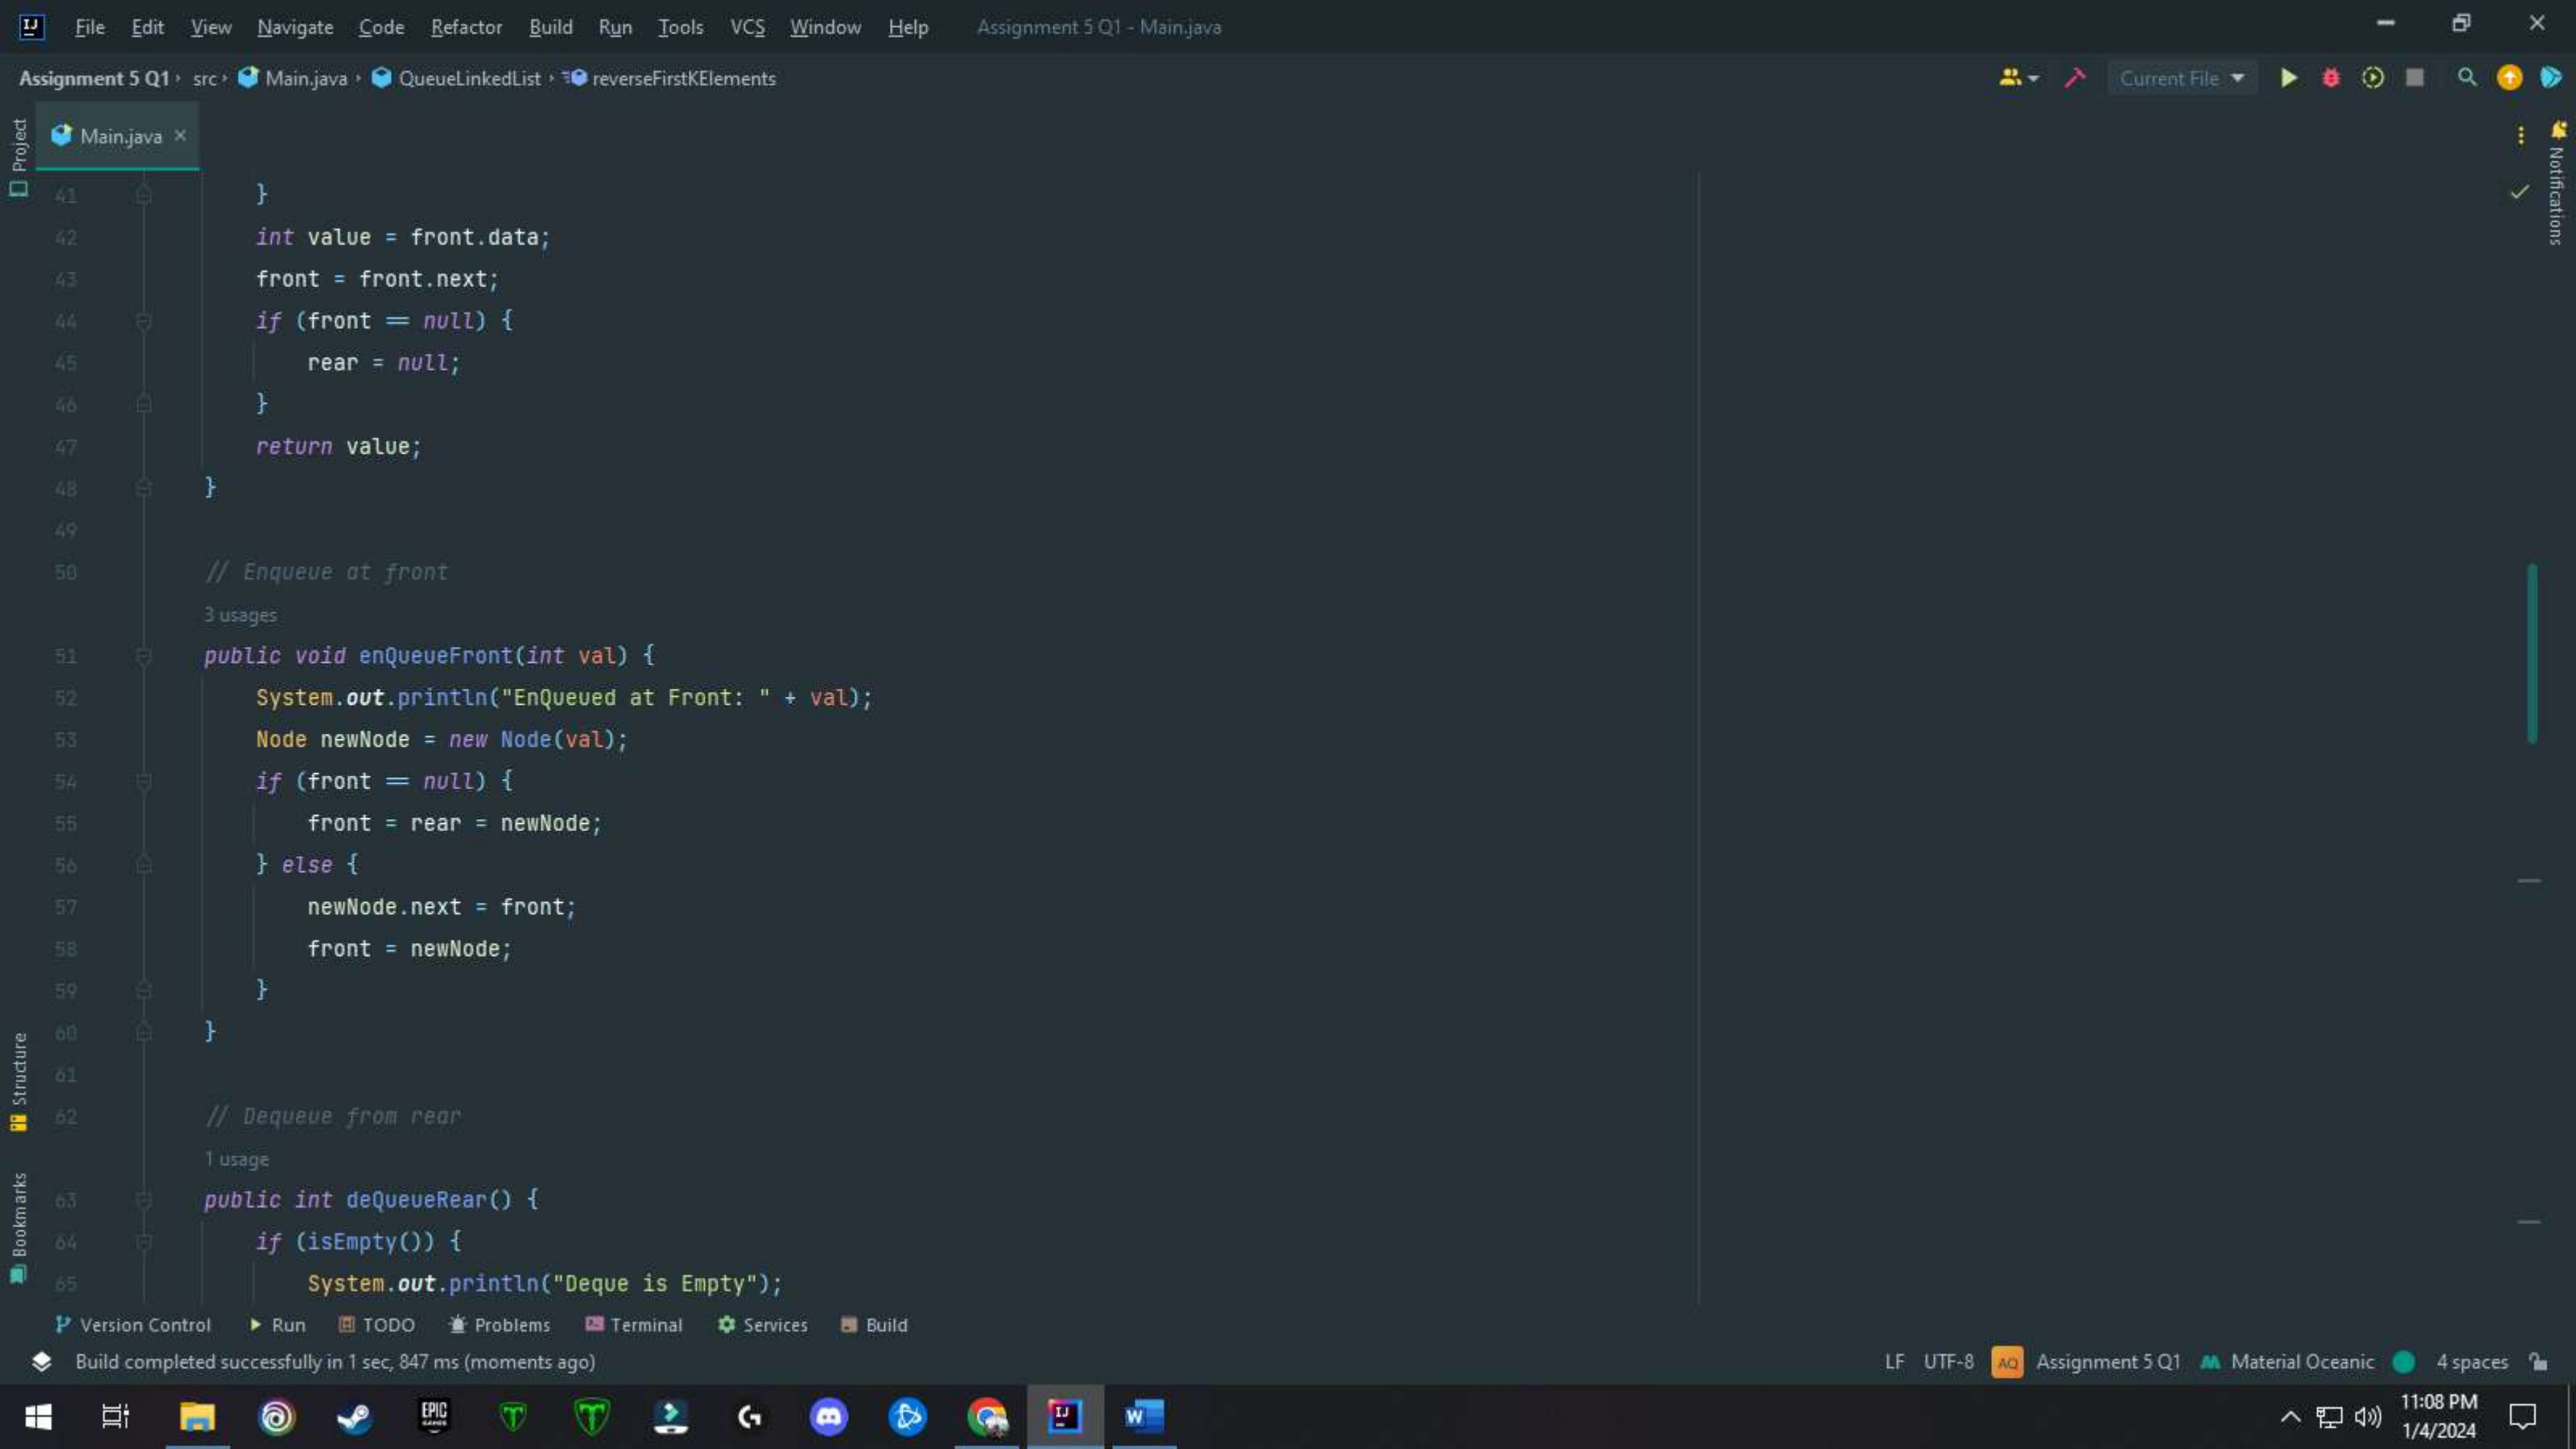 File Edit View Navigate Code Refactor Build Run Tools VCS Window Help Assignment 5 Q1 - Main.java
Assignment 5 Q1 src Main.java QueueLinkedList reverseFirstKElements Current File
Project
Main.java
Notifications
41 }
42 int value = front.data;
43 front = front.next;
44 if (front == null) {
45 rear = null;
46 }
47 return value;
48 }
49
50 // Enqueue at front
3 usages
51 public void enQueueFront(int val) {
52 System.out.println("EnQueued at Front: " + val);
53 Node newNode = new Node(val);
54 if (front == null) {
55 front = rear = newNode;
56 } else {
57 newNode.next = front;
58 front = newNode;
59 }
60 }
61
62 // Dequeue from rear
1 usage
63 public int deQueueRear() {
64 if (isEmpty()) {
65 System.out.println("Deque is Empty");
Structure
Bookmarks
Version Control Run TODO Problems Terminal Services Build
Build completed successfully in 1 sec, 847 ms (moments ago) LF UTF-8 AQ Assignment 5 Q1 Material Oceanic 4 spaces
EPIC GAMES IJ W 11:08 PM
1/4/2024